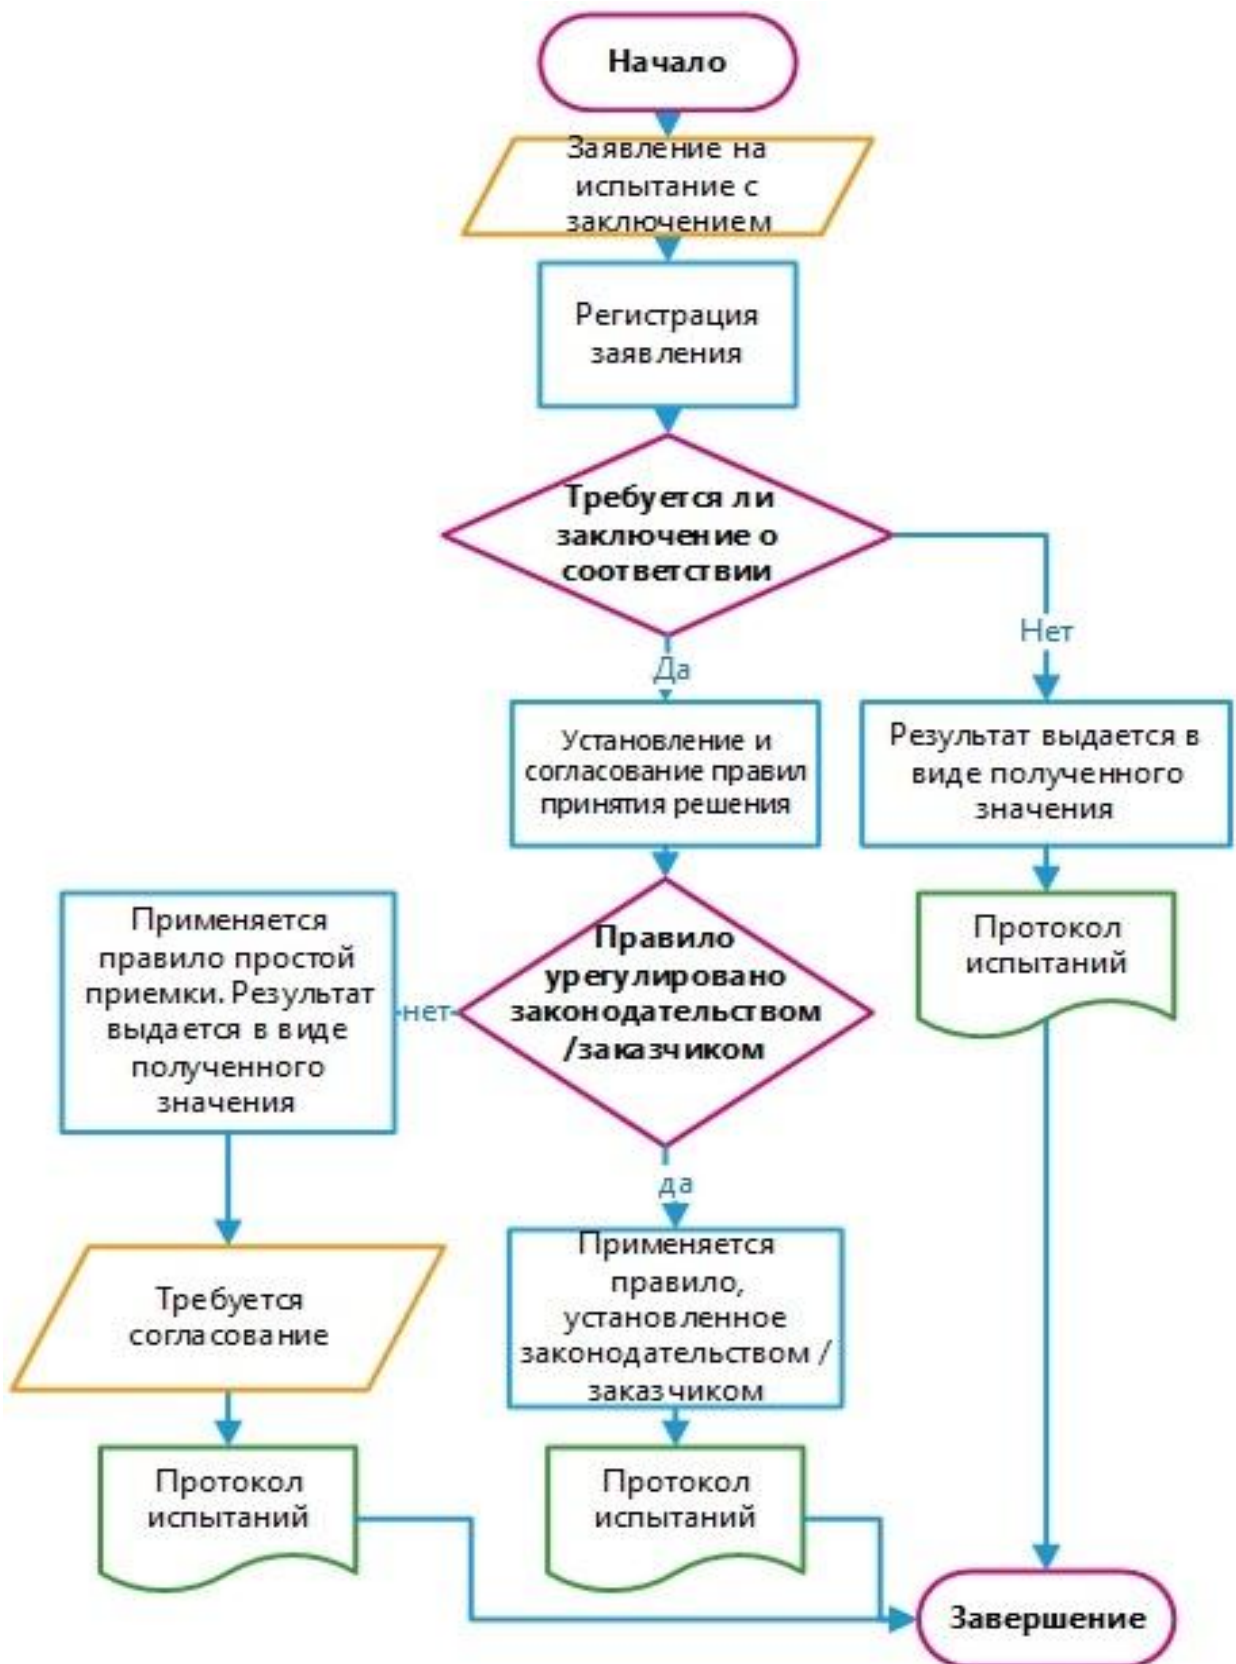 Начало
Заявление на
испытание с
заключением
Регистрация
заявления
Требуется ли
заключение о
соответствии
Нет
Да
Установление и
согласование правил
принятия решения
Результат выдается в
виде полученного
значения
Применяется
правило простой
приемки. Результат
выдается в виде
полученного
значения
нет
Правило
урегулировано
законодательством
/заказчиком
Протокол
испытаний
да
Применяется
правило,
установленное
законодательством /
заказчиком
Требуется
согласование
Протокол
испытаний
Протокол
испытаний
Завершение